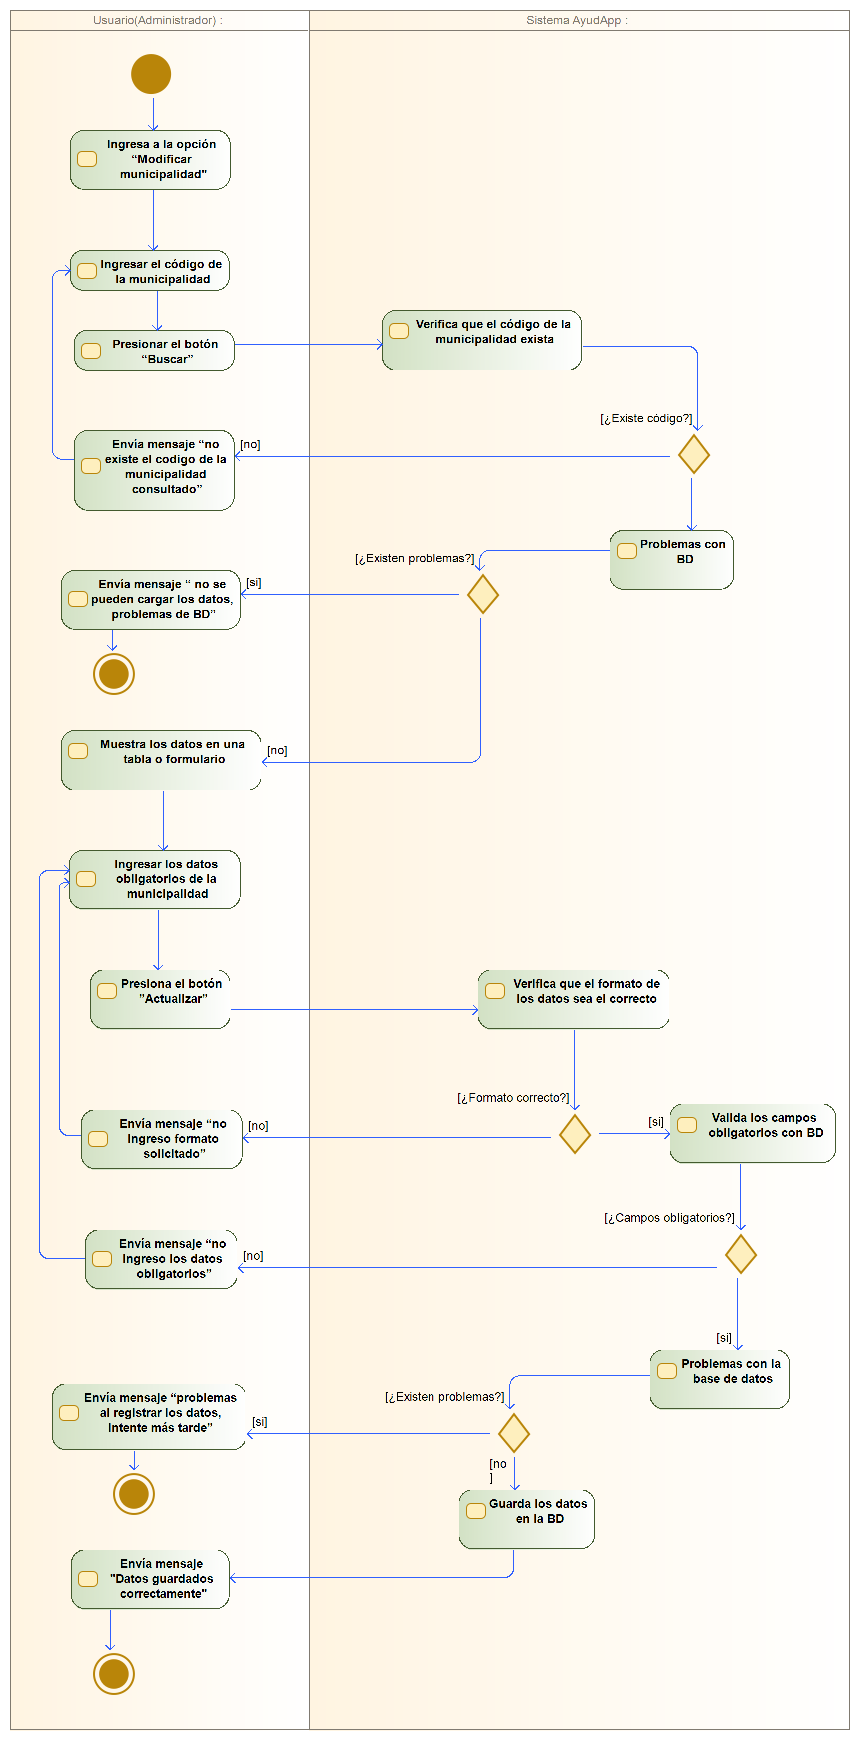 Usuario(Administrador) :
Sistema AyudApp :
Ingresa a la opción
“Modificar
municipalidad"
Ingresar el código de
la municipalidad
Presionar el botón
“Buscar”
Verifica que el código de la
municipalidad exista
[¿Existe código?]
Envía mensaje “no
existe el codigo de la
municipalidad
consultado”
[no]
Problemas con
BD
[¿Existen problemas?]
Envía mensaje “ no se
pueden cargar los datos,
problemas de BD”
[si]
Muestra los datos en una
tabla o formulario
[no]
Ingresar los datos
obligatorios de la
municipalidad
Presiona el botón
”Actualizar”
Verifica que el formato de
los datos sea el correcto
[¿Formato correcto?]
Envía mensaje “no
ingreso formato
solicitado”
[no]
[si]
Valida los campos
obligatorios con BD
[¿Campos obligatorios?]
Envía mensaje “no
ingreso los datos
obligatorios”
[no]
[si]
Problemas con la
base de datos
[¿Existen problemas?]
Envía mensaje “problemas
al registrar los datos,
intente más tarde”
[si]
[no
]
Guarda los datos
en la BD
Envía mensaje
"Datos guardados
correctamente"